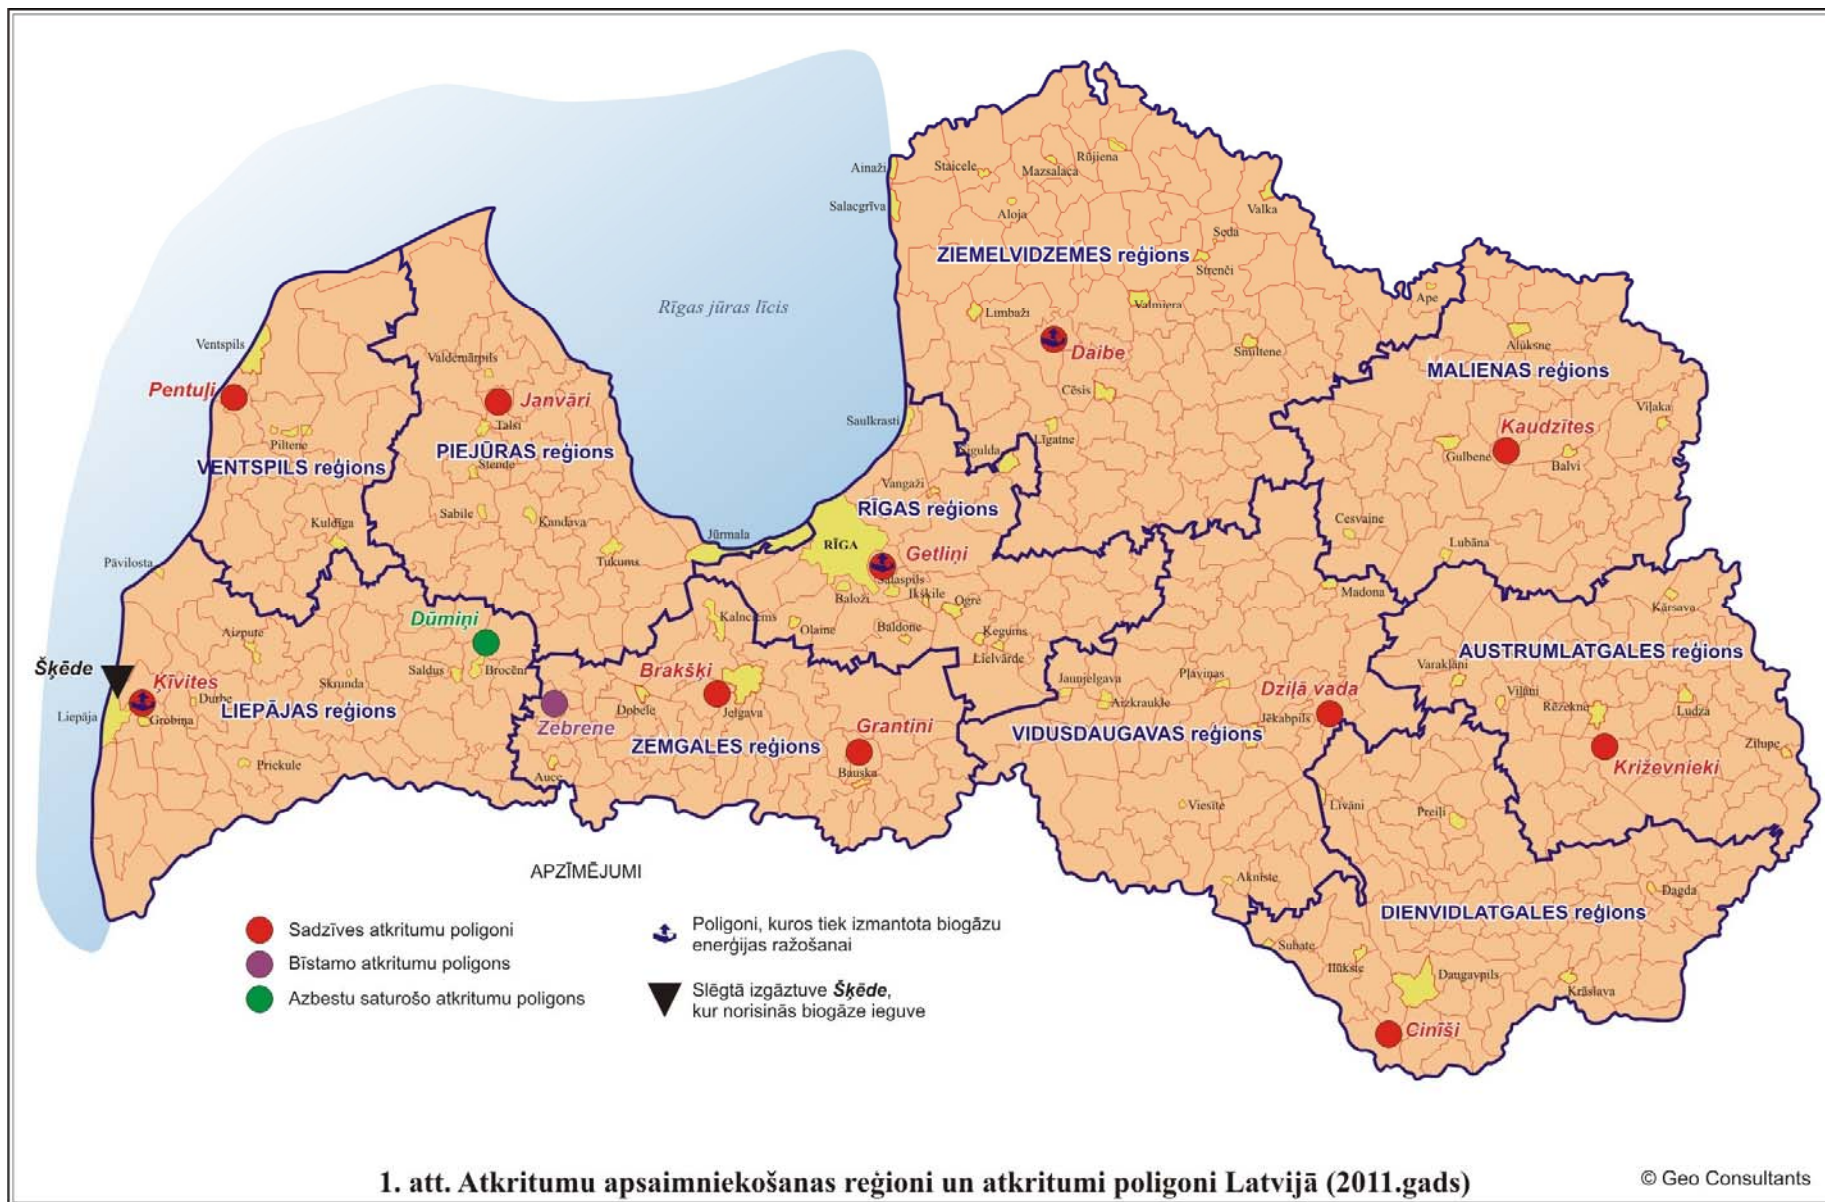 Ainaži
Staicele
Mazsalaca
Rūjiena
Salacgrīva
Aloja
Valka
Seda
ZIEMELVIDZEMES reģions
Strenči
Rīgas jūras līcis
Limbaži
Valmiera
Ape
Ventspils
Valdemārpils
Daibe
Smiltene
Alūksne
MALIENAS reģions
Pentuļi
Janvāri
Cēsis
Talsi
Saulkrasti
Līgatne
Viļaka
Kaudzītes
Piltene
PIEJŪRAS reģions
Sigulda
Gulbene
Balvi
VENTSPILS reģions
Stende
Vangaži
RĪGAS reģions
Sabile
Kandava
Kuldīga
Jūrmala
RĪGA
Cesvaine
Lubāna
Pāvilosta
Tukums
Getliņi
Salaspils
Baloži
Ikšķile
Ogre
Madona
Kārsava
Dūmiņi
Kalnciems
Olaine
Baldone
Ķegums
Lielvārde
Aizpute
Šķēde
Saldus
Brocēni
Brakšķi
AUSTRUMLATGALES reģions
Varakļāni
Ķīvites
Skrunda
Jaunjelgava
Pļaviņas
Durbe
Dobele
Jelgava
Aizkraukle
Dziļā vada
Viļāni
Rēzekne
Ludza
Liepāja
Grobiņa
LIEPĀJAS reģions
Zebrene
Grantiņi
VIDUSDAUGAVAS reģions
Jēkabpils
ZEMGALES reģions
Zilupe
Priekule
Auce
Bauska
Križevnieki
Viesīte
Līvāni
Preiļi
APZĪMĒJUMI
Aknīste
Dagda
DIENVIDLATGALES reģions
Sadzīves atkritumu poligoni
Bīstamo atkritumu poligons
Azbestu saturošo atkritumu poligons
Poligoni, kuros tiek izmantota biogāzu
enerģijas ražošanai
Slēgtā izgāztuve Šķēde,
kur norisinās biogāze ieguve
Subate
Ilūkste
Daugavpils
Krāslava
Cinīši
1. att. Atkritumu apsaimniekošanas reģioni un atkritumi poligoni Latvijā (2011.gads)
© Geo Consultants